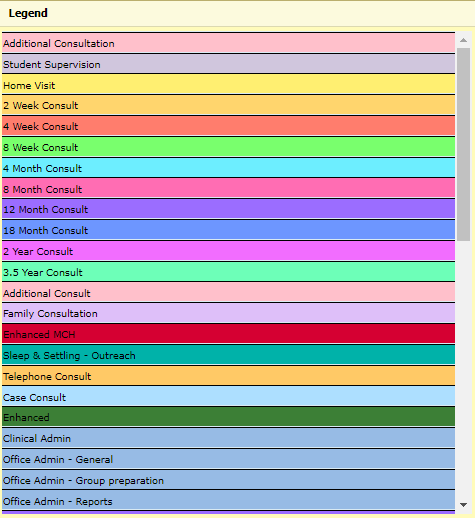 Legend
Additional Consultation
Student Supervision
Home Visit
2 Week Consult
4 Week Consult
8 Week Consult
4 Month Consult
8 Month Consult
12 Month Consult
18 Month Consult
2 Year Consult
3.5 Year Consult
Additional Consult
Family Consultation
Enhanced MCH
Sleep & Settling - Outreach
Telephone Consult
Case Consult
Enhanced
Clinical Admin
Office Admin - General
Office Admin - Group preparation
Office Admin - Reports